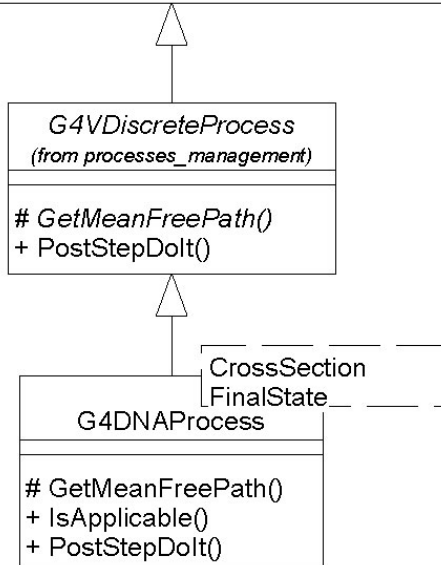 G4VDiscreteProcess
(from processes_management)
# GetMeanFreePath()
+ PostStepDoIt()
CrossSection
FinalState
G4DNAProcess
# GetMeanFreePath()
+ IsApplicable()
+ PostStepDoIt()